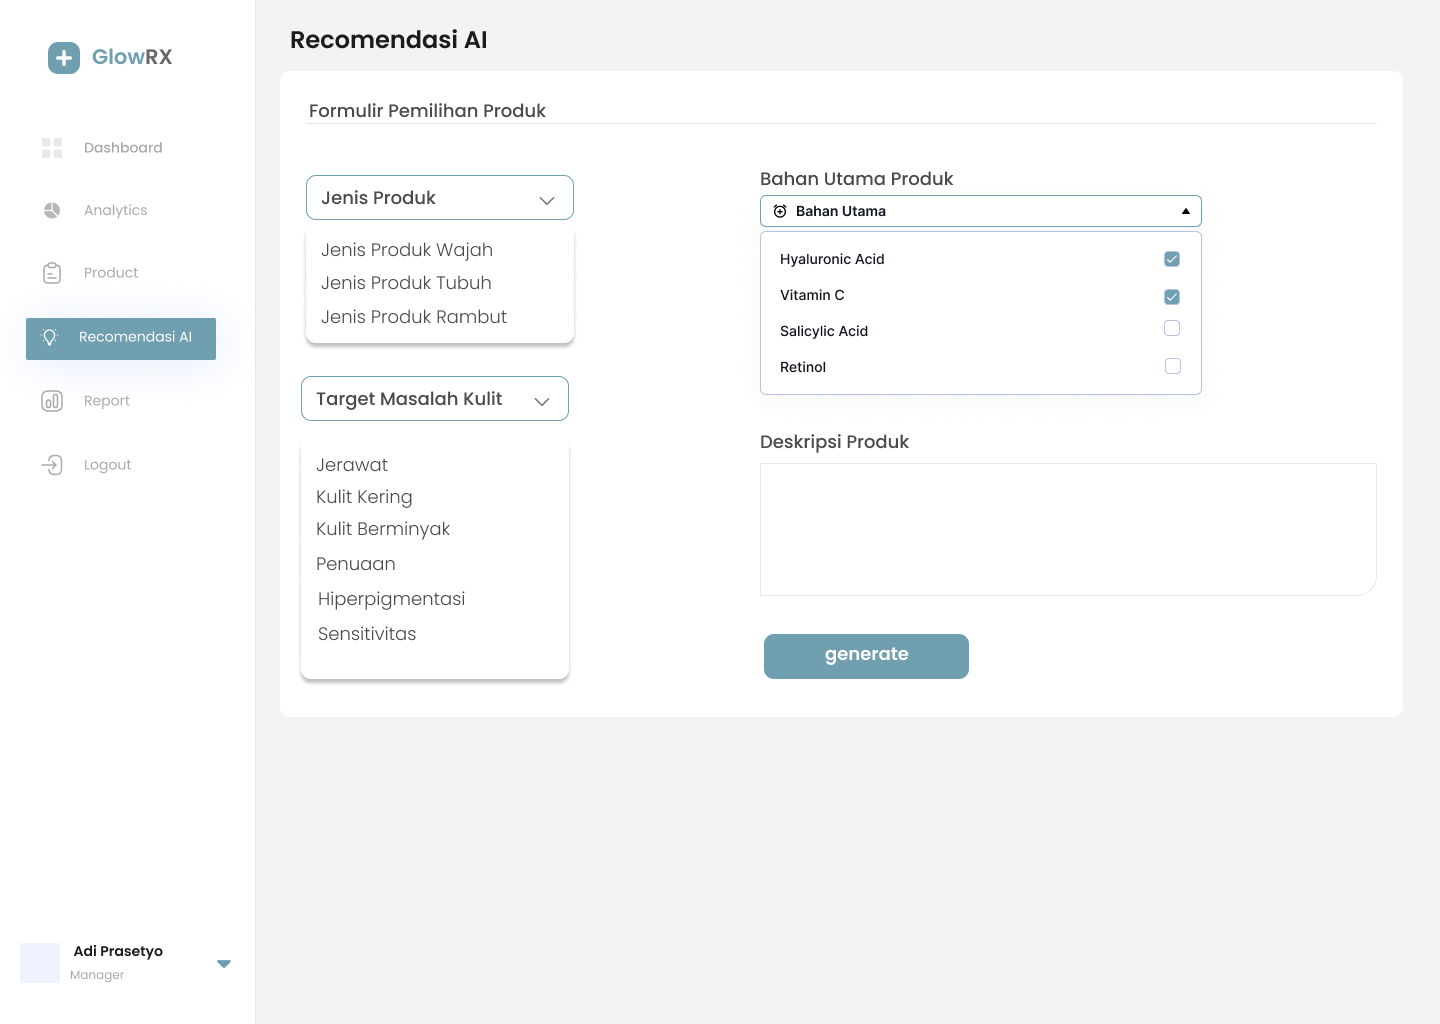 GlowRX
Dashboard
Analytics
Product
Recomendasi AI
Report
Logout
Adi Prasetyo
Manager
Recomendasi AI
Formulir Pemilihan Produk
Jenis Produk
Jenis Produk Wajah
Jenis Produk Tubuh
Jenis Produk Rambut
Target Masalah Kulit
Jerawat
Kulit Kering
Kulit Berminyak
Penuaan
Hiperpigmentasi
Sensitivitas
Bahan Utama Produk
Bahan Utama
Hyaluronic Acid
Vitamin C
Salicylic Acid
Retinol
Deskripsi Produk
generate